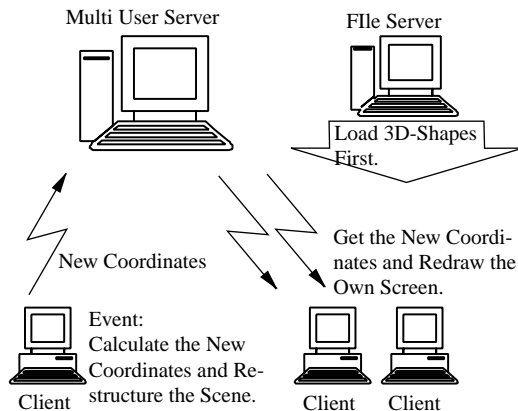 Multi User Server
FIle Server
Load 3D-Shapes
First.
New Coordinates
Get the New Coordi-
nates and Redraw the
Own Screen.
Event:
Calculate the New
Coordinates and Re-
structure the Scene.
Client
Client
Client